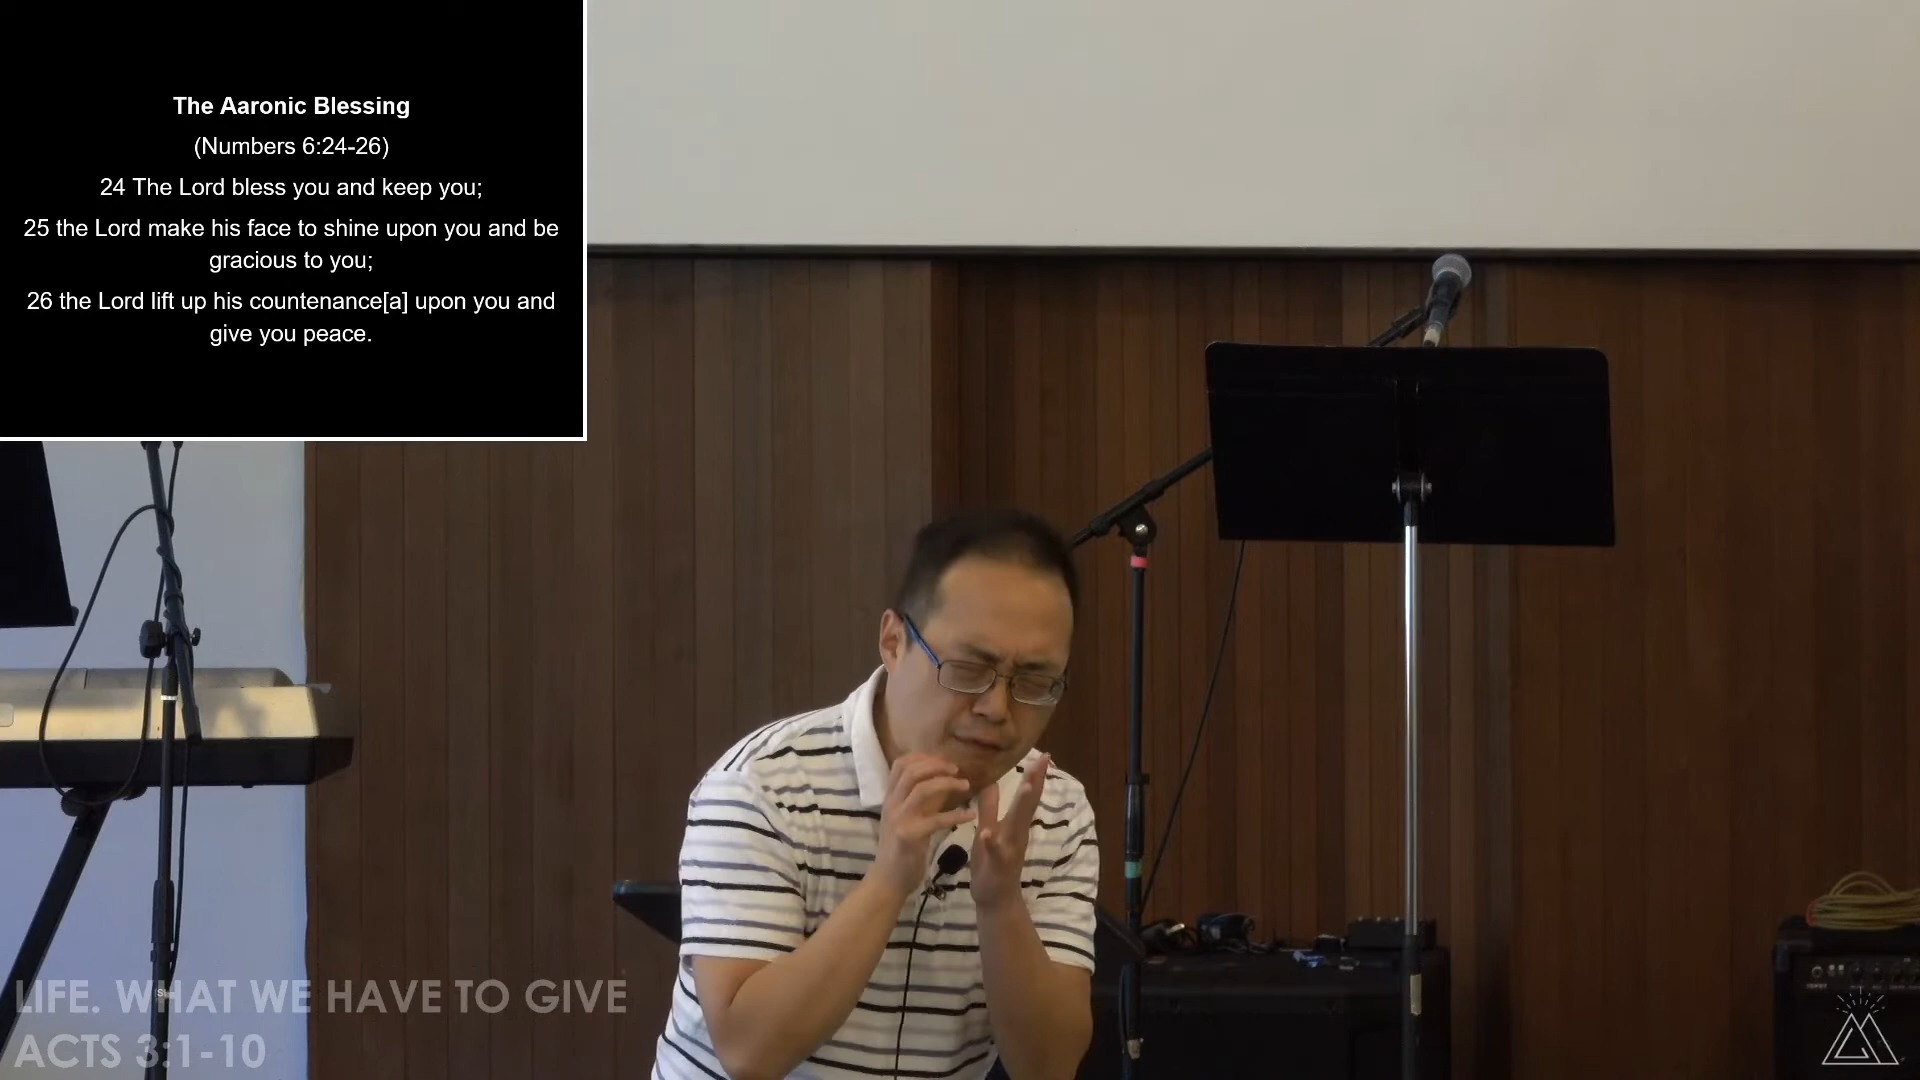 The Aaronic Blessing
(Numbers 6:24-26)
24 The Lord bless you and keep you;
25 the Lord make his face to shine upon you and be
gracious to you;
26 the Lord lift up his countenance[a] upon you and
give you peace.
LIFE. WHAT WE HAVE TO GIVE
ACTS 3:1-10